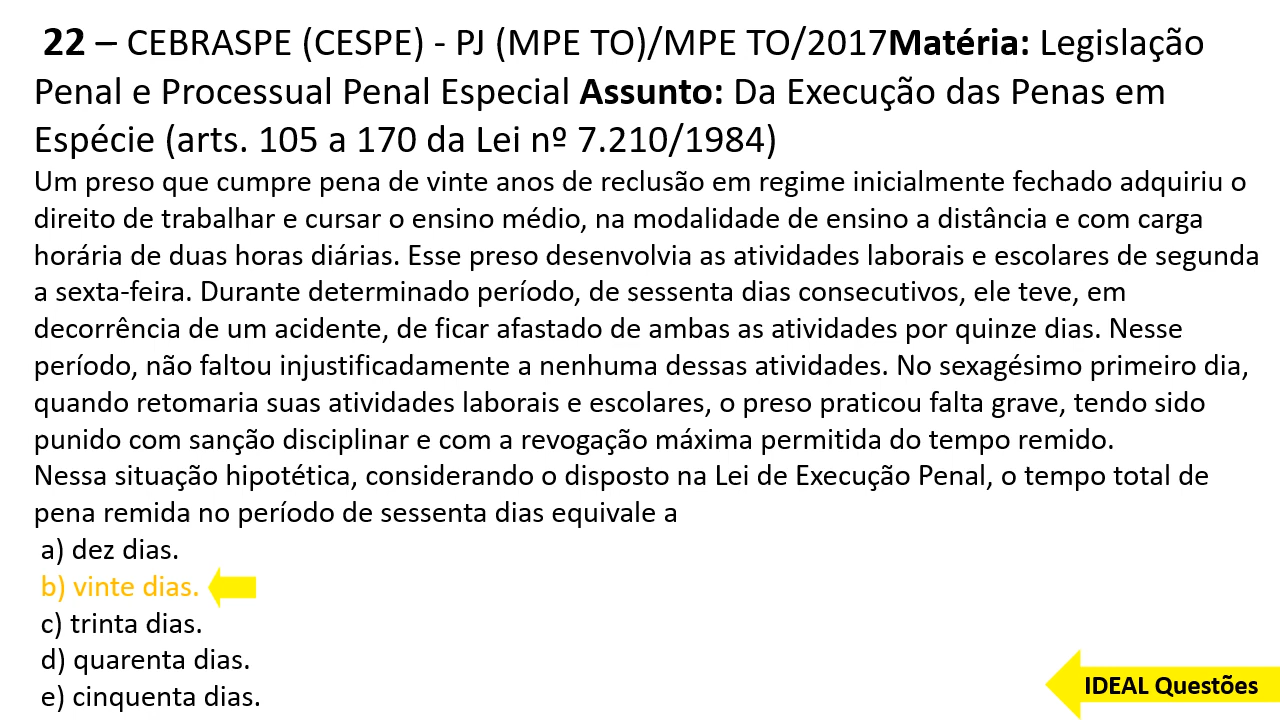 22 – CEBRASPE (CESPE) - PJ (MPE TO)/MPE TO/2017Matéria: Legislação
Penal e Processual Penal Especial Assunto: Da Execução das Penas em
Espécie (arts. 105 a 170 da Lei nº 7.210/1984)
Um preso que cumpre pena de vinte anos de reclusão em regime inicialmente fechado adquiriu o
direito de trabalhar e cursar o ensino médio, na modalidade de ensino a distância e com carga
horária de duas horas diárias. Esse preso desenvolvia as atividades laborais e escolares de segunda
a sexta-feira. Durante determinado período, de sessenta dias consecutivos, ele teve, em
decorrência de um acidente, de ficar afastado de ambas as atividades por quinze dias. Nesse
período, não faltou injustificadamente a nenhuma dessas atividades. No sexagésimo primeiro dia,
quando retomaria suas atividades laborais e escolares, o preso praticou falta grave, tendo sido
punido com sanção disciplinar e com a revogação máxima permitida do tempo remido.
Nessa situação hipotética, considerando o disposto na Lei de Execução Penal, o tempo total de
pena remida no período de sessenta dias equivale a
a) dez dias.
b) vinte dias.
c) trinta dias.
d) quarenta dias.
e) cinquenta dias.
IDEAL Questões